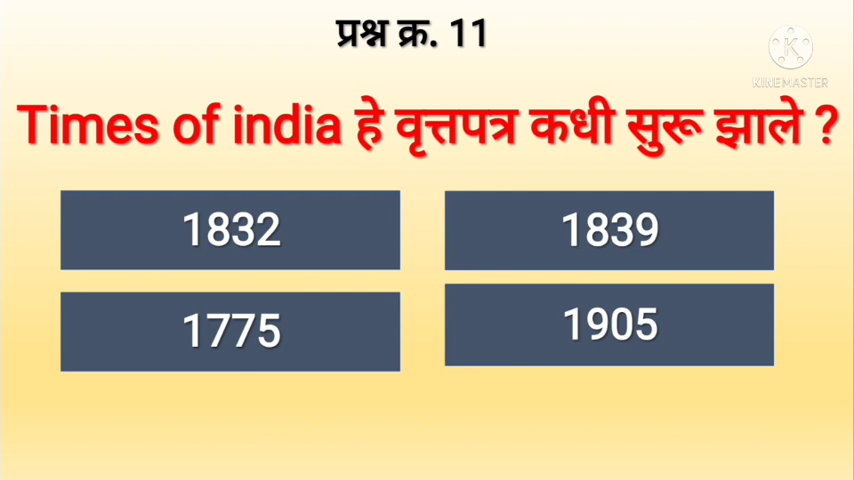 प्रश्न क्र. 11
KINEMASTER
Times of india हे वृत्तपत्र कधी सुरू झाले ?
1832
1839
1775
1905